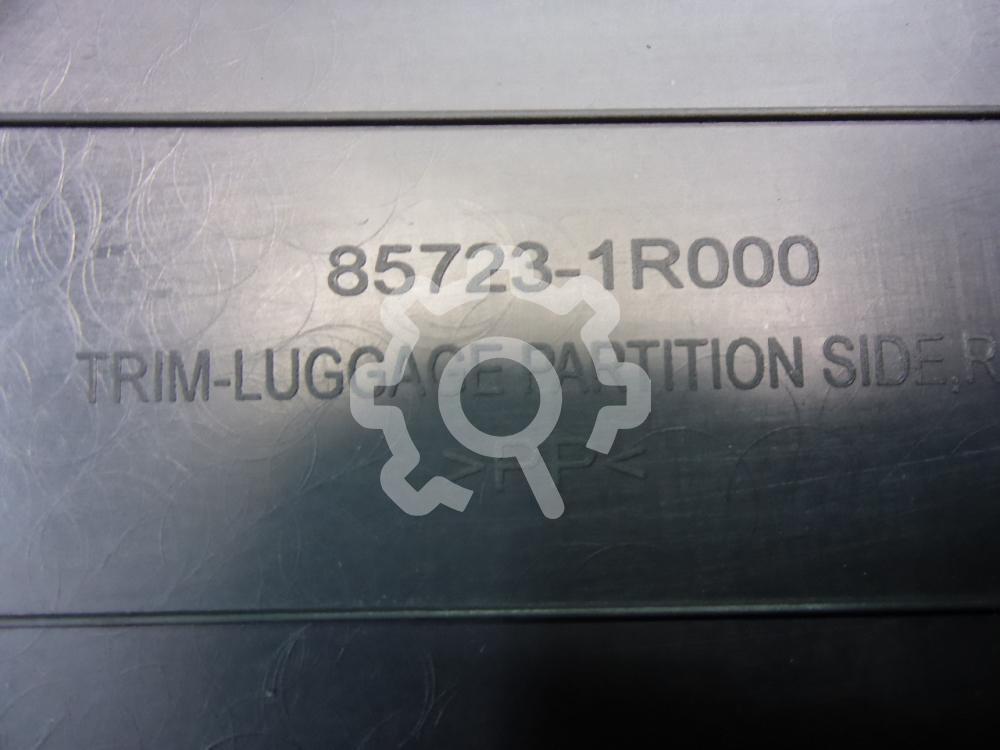 85723-1R000
TRIM-LUGGAGE PARTITION SIDE,R
>PP<